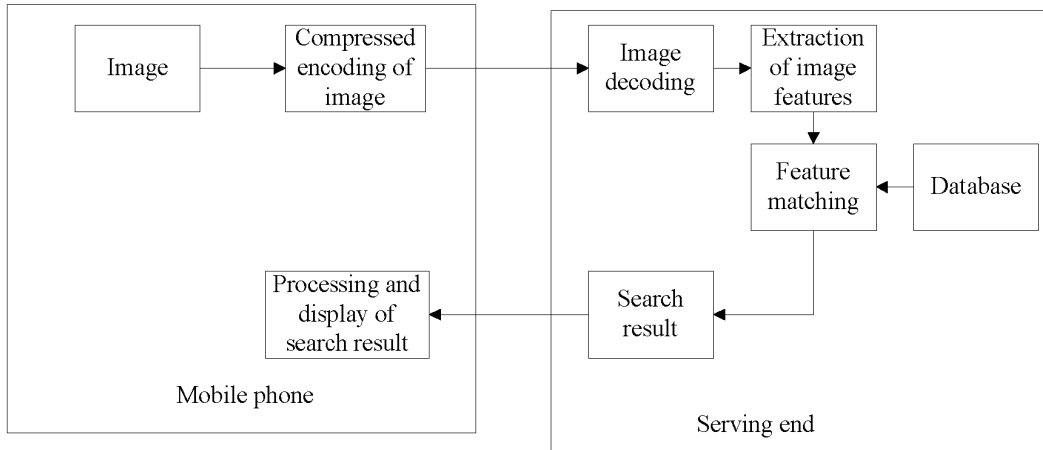 Image
Compressed
encoding of
image
Image
decoding
Extraction
of image
features
Feature
matching
Database
Processing and
display of
search result
Search
result
Mobile phone
Serving end